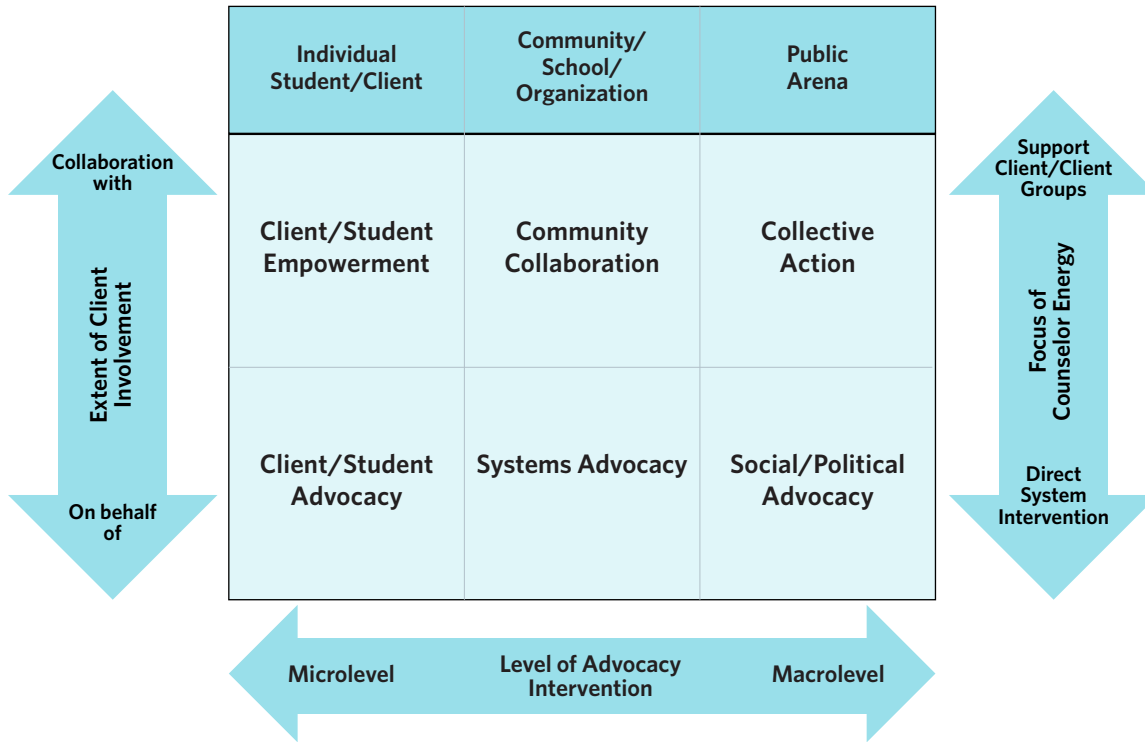 Individual
Student/Client
Community/
School/
Organization
Public
Arena
Collaboration
with
Extent of Client
Involvement
On behalf
of
Client/Student
Empowerment
Community
Collaboration
Collective
Action
Client/Student
Advocacy
Systems Advocacy
Social/Political
Advocacy
Support
Client/Client
Groups
Focus of
Counselor Energy
Direct
System
Intervention
Microlevel
Level of Advocacy
Intervention
Macrolevel